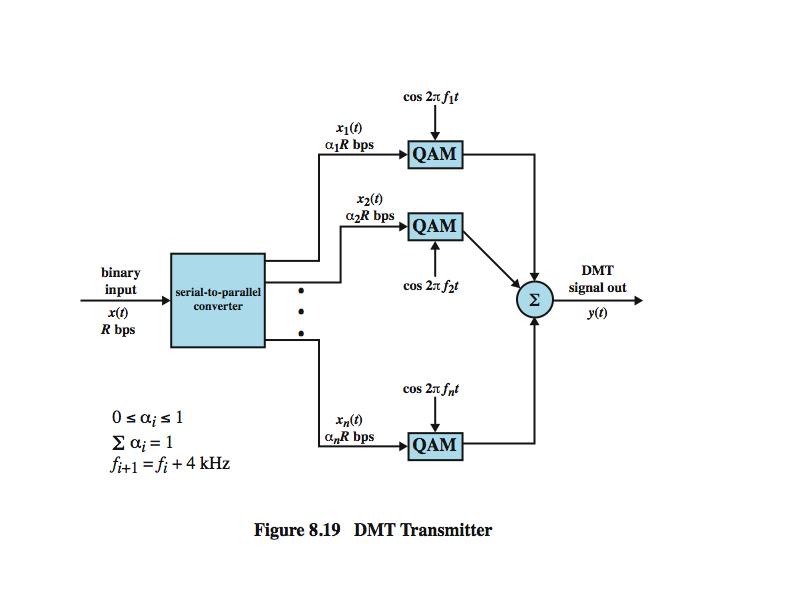 cos 2π f₁t
x₁(t)
α₁R bps
QAM
x₂(t)
α₂R bps
QAM
cos 2π f₂t
binary
input
x(t)
R bps
serial-to-parallel
converter
Σ
DMT
signal out
y(t)
cos 2π fₙt
xₙ(t)
αₙR bps
QAM
0 ≤ αᵢ ≤ 1
Σ αᵢ = 1
fᵢ₊₁ = fᵢ + 4 kHz
Figure 8.19 DMT Transmitter